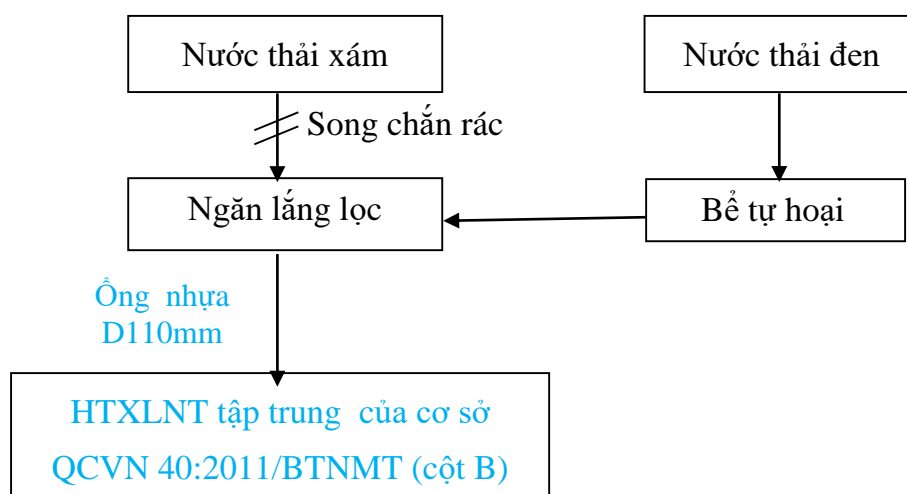 Nước thải xám
Nước thải đen
Song chắn rác
Ngăn lắng lọc
Bể tự hoại
Ổng nhựa
D110mm
HTXLNT tập trung của cơ sở
QCVN 40:2011/BTNMT (cột B)